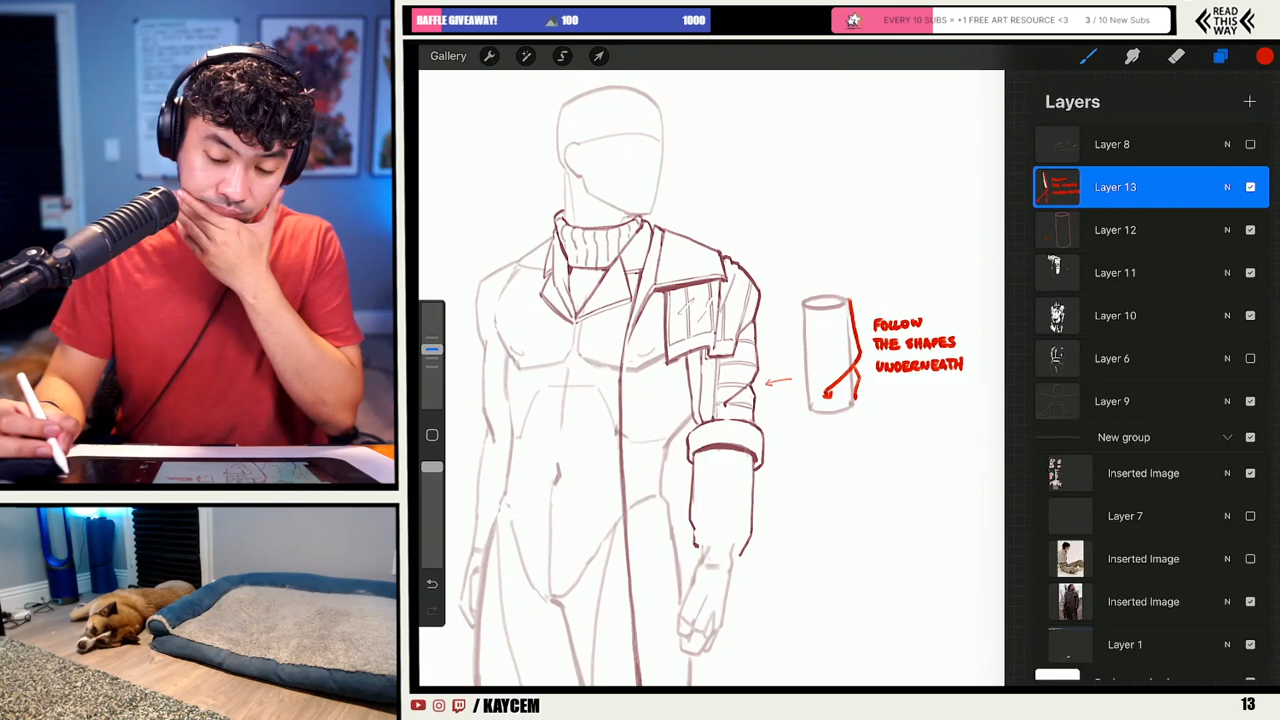 RAFFLE GIVEAWAY!
100
1000
EVERY 10 SUBS = +1 FREE ART RESOURCE <3
3 / 10 New Subs
READ
THIS
WAY
Gallery
Layers
Layer 8
N
Layer 13
N
Layer 12
N
Layer 11
N
Layer 10
N
Layer 6
N
Layer 9
N
New group
Inserted Image
N
Layer 7
N
Inserted Image
N
Inserted Image
N
Layer 1
N
FOLLOW
THE SHAPES
UNDERNEATH
/ KAYCEM
13